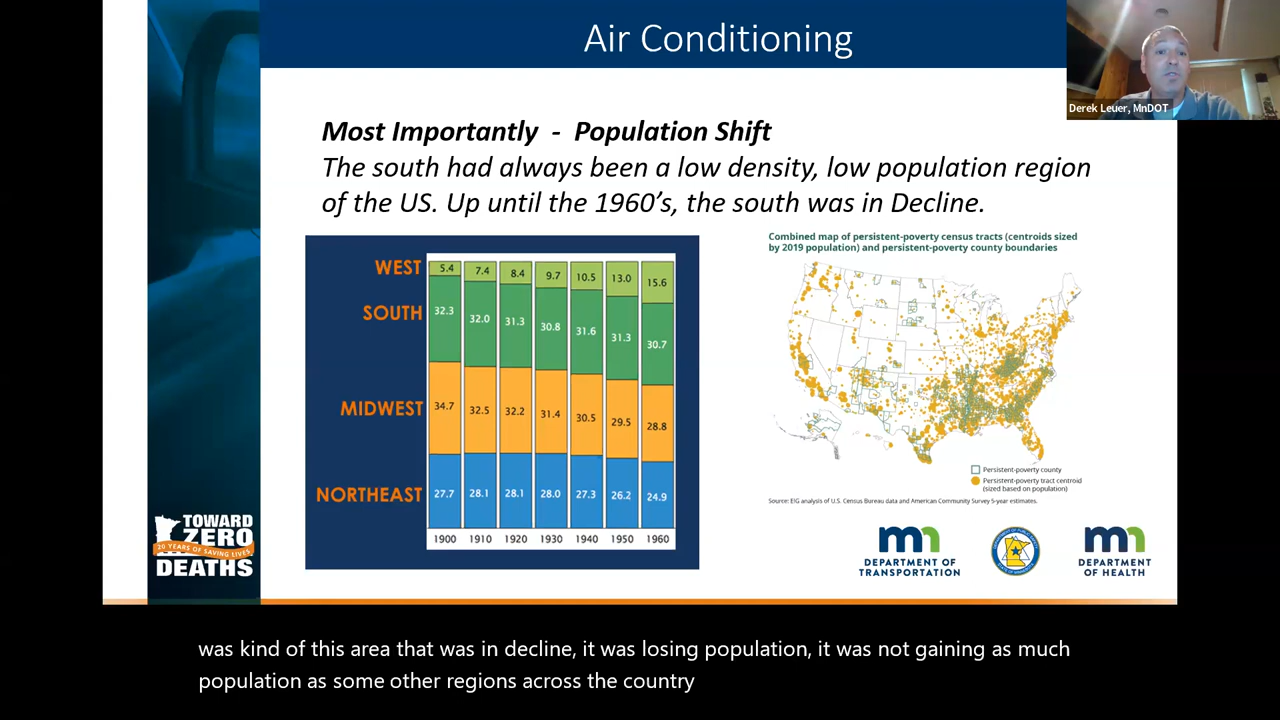 Air Conditioning
Derek Leuer, MnDOT
Most Importantly - Population Shift
The south had always been a low density, low population region
of the US. Up until the 1960's, the south was in Decline.
WEST
SOUTH
MIDWEST
NORTHEAST
5.4 7.4 8.4 9.7 10.5 13.0 15.6
32.3 32.0 31.3 30.8 31.6 31.3 30.7
34.7 32.5 32.2 31.4 30.5 29.5 28.8
27.7 28.1 28.1 28.0 27.3 26.2 24.9
1900 1910 1920 1930 1940 1950 1960
Combined map of persistent-poverty census tracts (centroids sized
by 2019 population) and persistent-poverty county boundaries
Persistent-poverty county
Persistent-poverty tract centroid
(sized based on population)
Source: EIG analysis of U.S. Census Bureau data and American Community Survey 5-year estimates.
TOWARD
ZERO
20 YEARS OF SAVING LIVES
DEATHS
mn
DEPARTMENT OF
TRANSPORTATION
mn
DEPARTMENT
OF HEALTH
was kind of this area that was in decline, it was losing population, it was not gaining as much
population as some other regions across the country